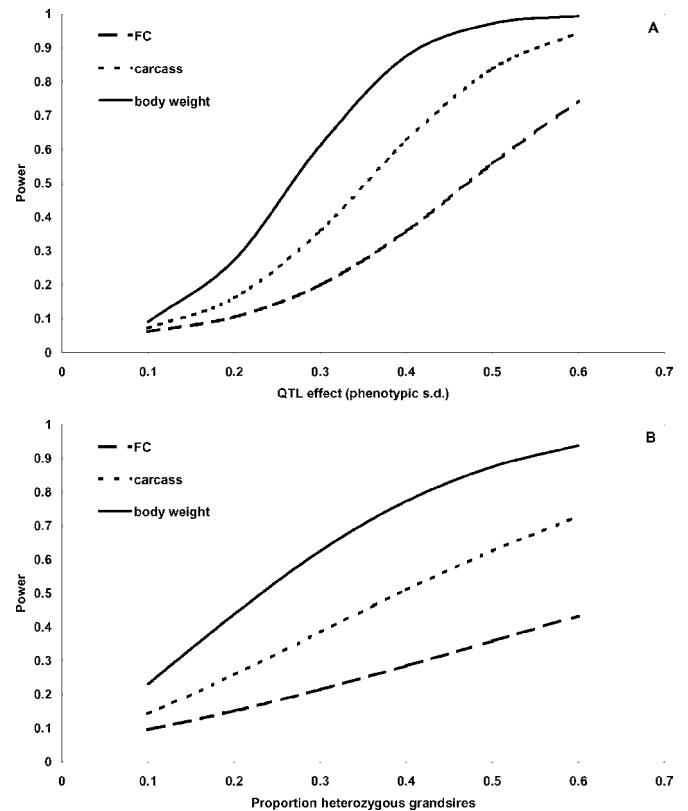 1
A
FC
0.9
carcass
0.8
body weight
0.7
0.6
Power
0.5
0.4
0.3
0.2
0.1
0
0 0.1 0.2 0.3 0.4 0.5 0.6 0.7
QTL effect (phenotypic s.d.)
1
B
FC
0.9
carcass
0.8
body weight
0.7
0.6
Power
0.5
0.4
0.3
0.2
0.1
0
0 0.1 0.2 0.3 0.4 0.5 0.6 0.7
Proportion heterozygous grandsires